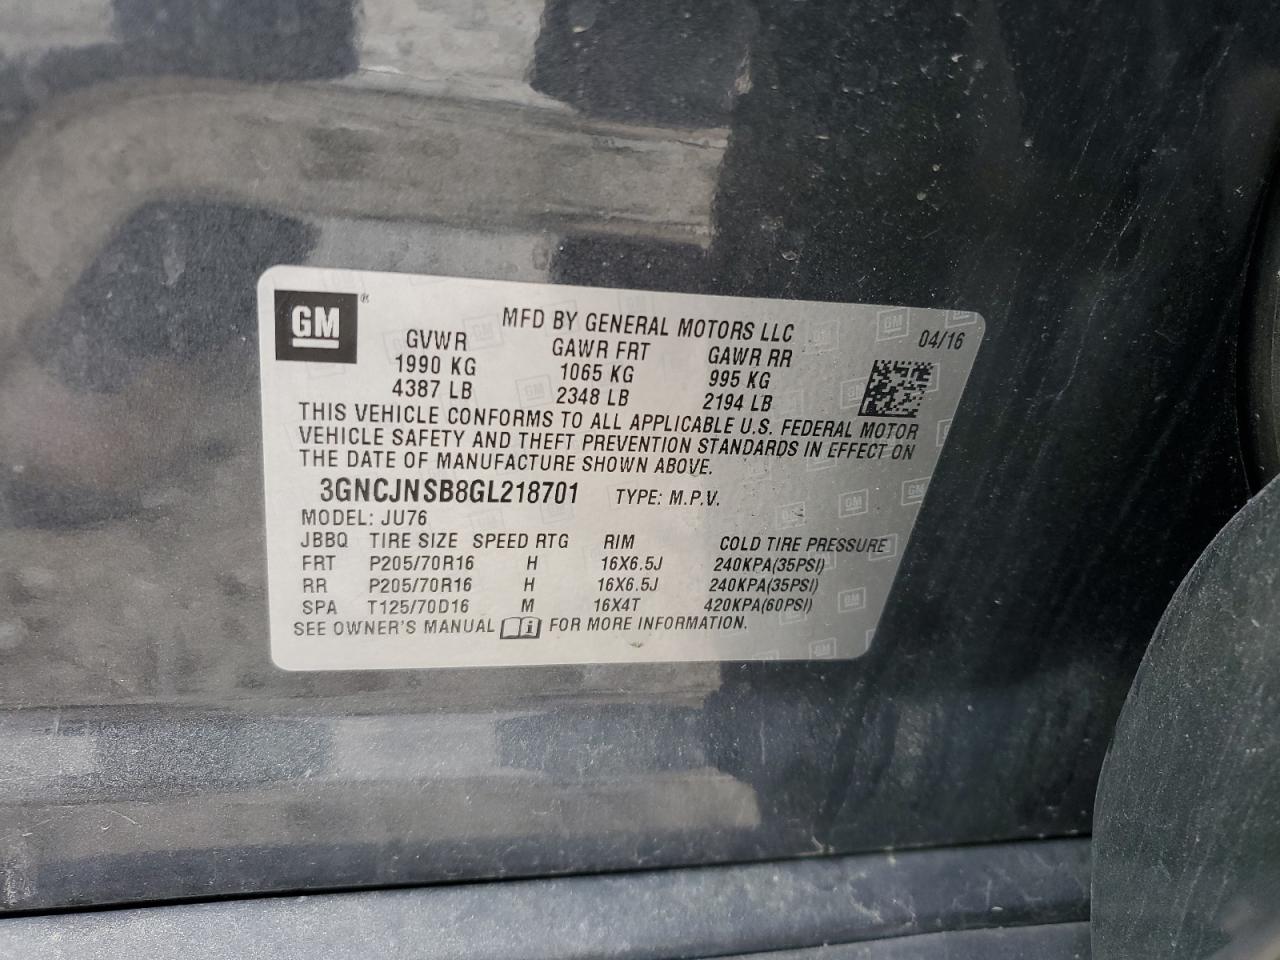 GM ®
MFD BY GENERAL MOTORS LLC
04/16
GVWR GAWR FRT GAWR RR
1990 KG 1065 KG 995 KG
4387 LB 2348 LB 2194 LB
THIS VEHICLE CONFORMS TO ALL APPLICABLE U.S. FEDERAL MOTOR
VEHICLE SAFETY AND THEFT PREVENTION STANDARDS IN EFFECT ON
THE DATE OF MANUFACTURE SHOWN ABOVE.
3GNCJNSB8GL218701 TYPE: M.P.V.
MODEL: JU76
JBBQ TIRE SIZE SPEED RTG RIM COLD TIRE PRESSURE
FRT P205/70R16 H 16X6.5J 240KPA(35PSI)
RR P205/70R16 H 16X6.5J 240KPA(35PSI)
SPA T125/70D16 M 16X4T 420KPA(60PSI)
SEE OWNER'S MANUAL i FOR MORE INFORMATION.